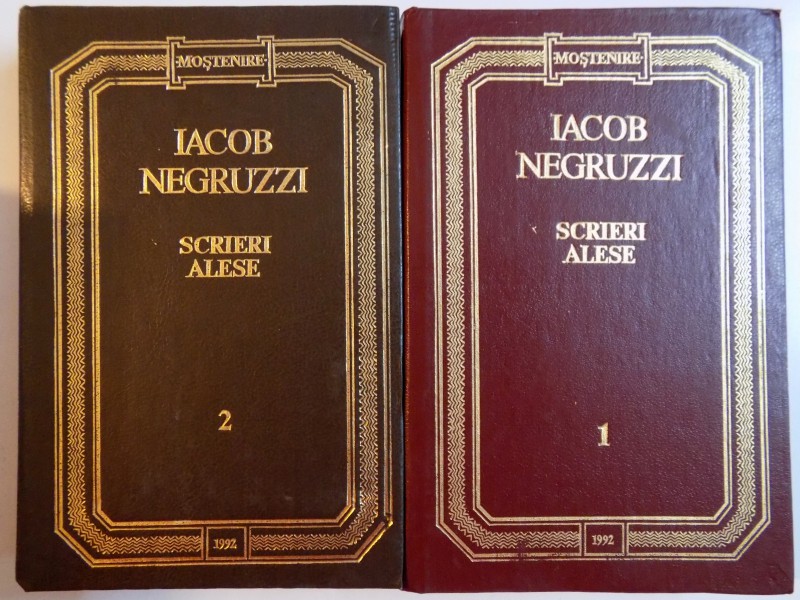 MOȘTENIRE
IACOB
NEGRUZZI
SCRIERI
ALESE
2
1992
MOȘTENIRE
IACOB
NEGRUZZI
SCRIERI
ALESE
1
1992